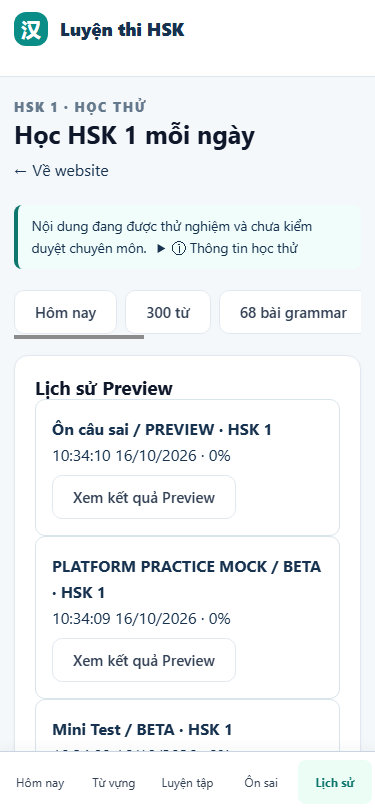 汉 Luyện thi HSK
HSK 1 · HỌC THỬ
Học HSK 1 mỗi ngày
← Về website
Nội dung đang được thử nghiệm và chưa kiểm
duyệt chuyên môn. ▶ ⓘ Thông tin học thử
Hôm nay 300 từ 68 bài grammar
Lịch sử Preview
Ôn câu sai / PREVIEW · HSK 1
10:34:10 16/10/2026 · 0%
Xem kết quả Preview
PLATFORM PRACTICE MOCK / BETA
· HSK 1
10:34:09 16/10/2026 · 0%
Xem kết quả Preview
Mini Test / BETA · HSK 1
Hôm nay Từ vựng Luyện tập Ôn sai Lịch sử